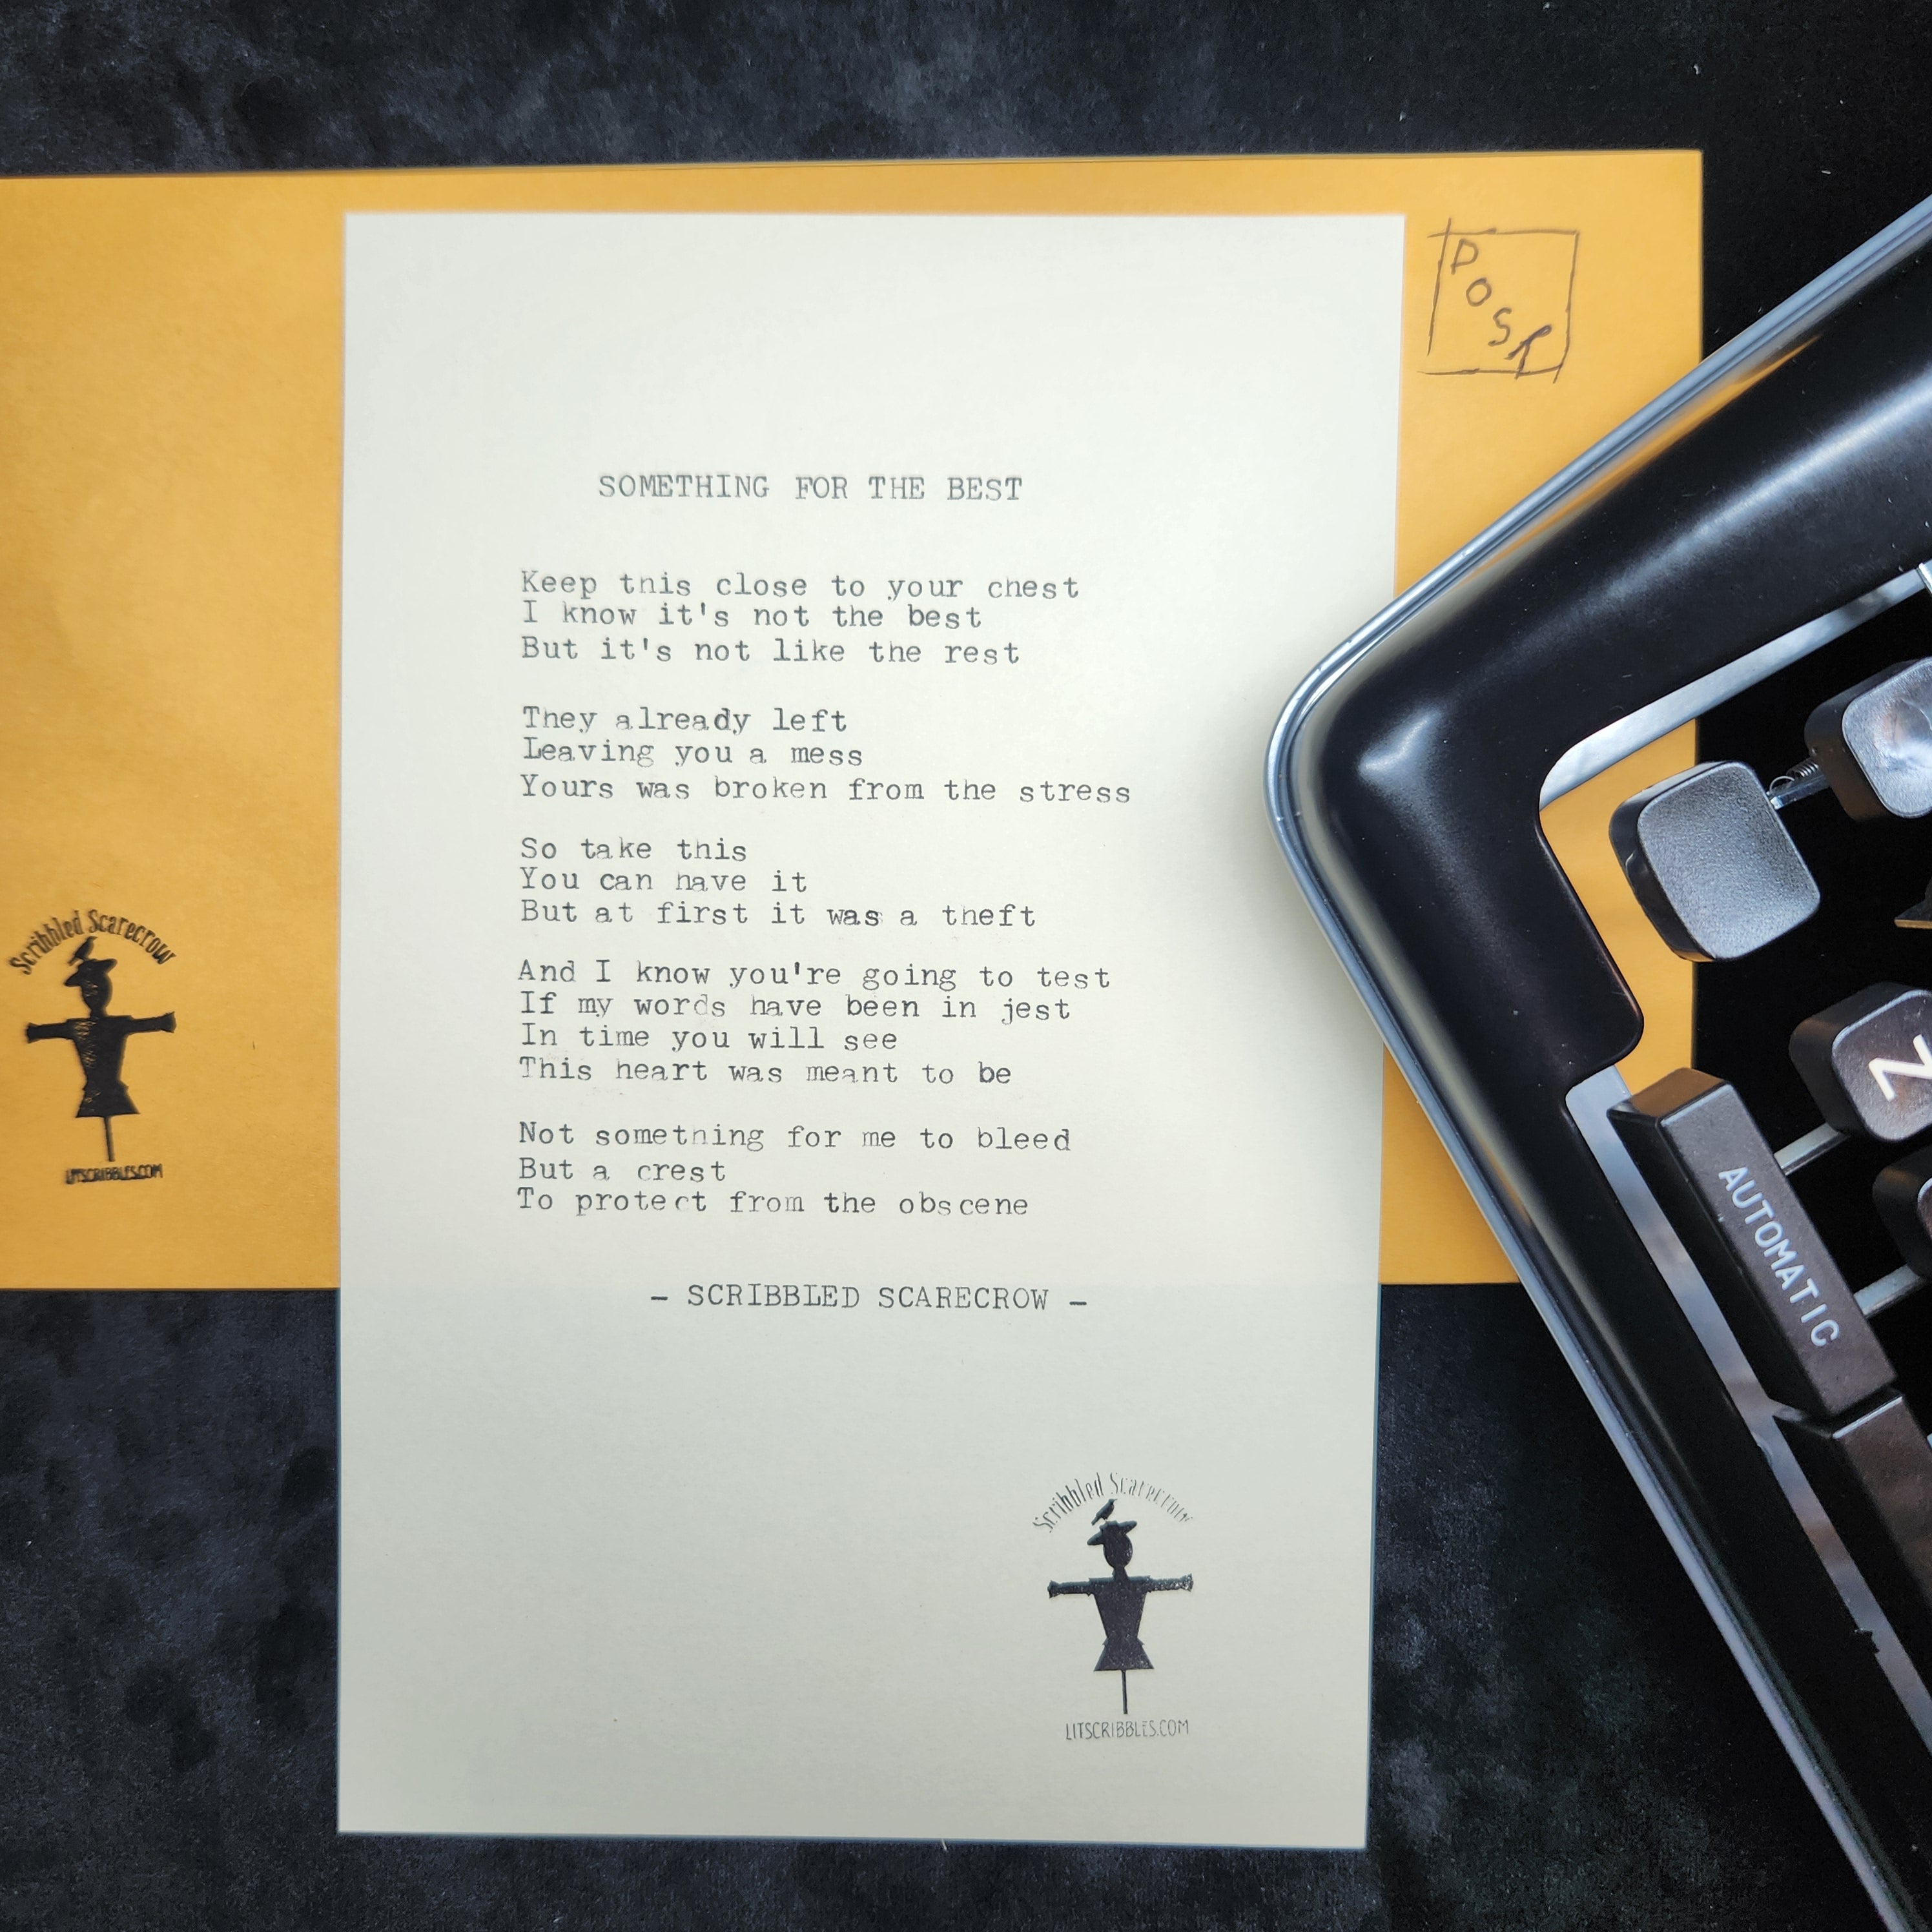 POST
SOMETHING FOR THE BEST
Keep this close to your chest
I know it's not the best
But it's not like the rest
They already left
Leaving you a mess
Yours was broken from the stress
So take this
You can have it
But at first it was a theft
And I know you're going to test
If my words have been in jest
In time you will see
This heart was meant to be
Not something for me to bleed
But a crest
To protect from the obscene
- SCRIBBLED SCARECROW -
Scribbled Scarecrow
LITSCRIBBLES.COM
Scribbled Scarecrow
LITSCRIBBLES.COM
N
AUTOMATIC